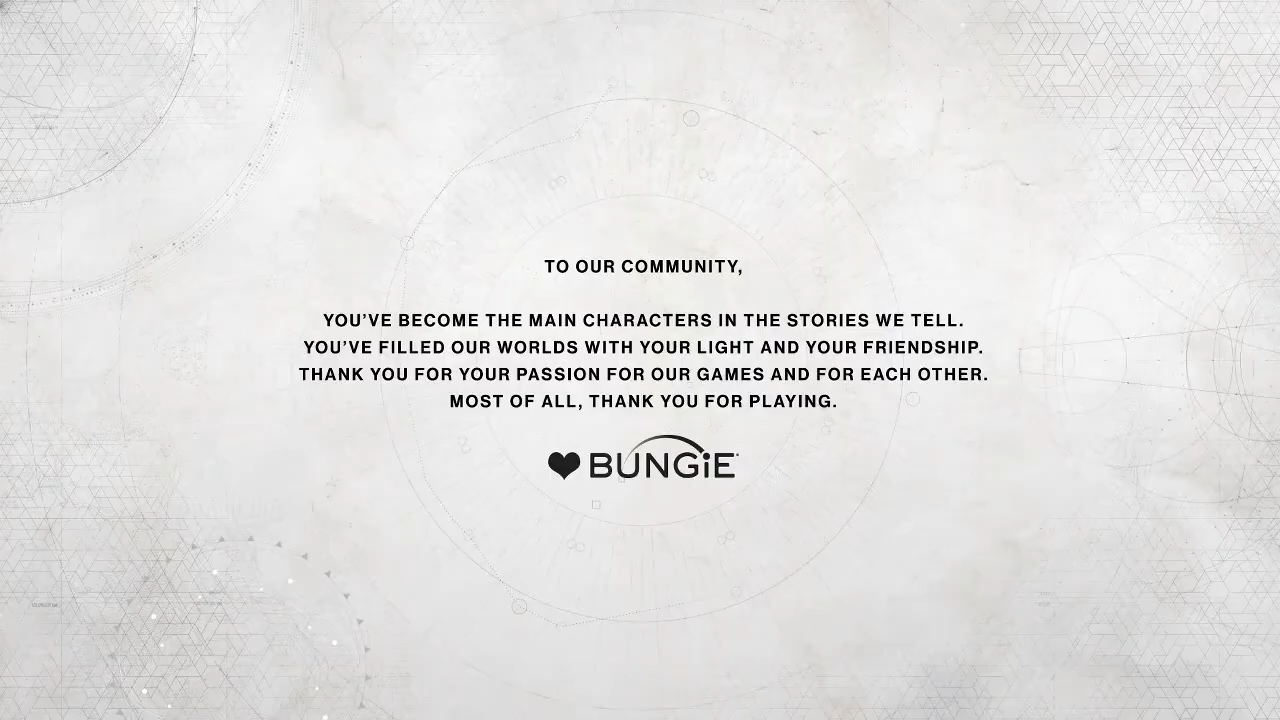 TO OUR COMMUNITY,
YOU'VE BECOME THE MAIN CHARACTERS IN THE STORIES WE TELL.
YOU'VE FILLED OUR WORLDS WITH YOUR LIGHT AND YOUR FRIENDSHIP.
THANK YOU FOR YOUR PASSION FOR OUR GAMES AND FOR EACH OTHER.
MOST OF ALL, THANK YOU FOR PLAYING.
BUNGiE